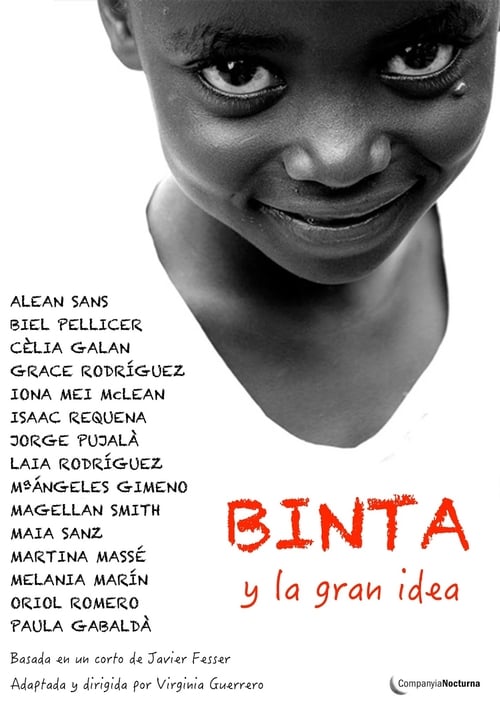 ALEAN SANS
BIEL PELLICER
CÈLIA GALAN
GRACE RODRÍGUEZ
IONA MEI McLEAN
ISAAC REQUENA
JORGE PUJALÀ
LAIA RODRÍGUEZ
MªÁNGELES GIMENO
MAGELLAN SMITH
MAIA SANZ
MARTINA MASSÉ
MELANIA MARÍN
ORIOL ROMERO
PAULA GABALDÀ
BINTA
y la gran idea
Basada en un corto de Javier Fesser
Adaptada y dirigida por Virginia Guerrero
CompanyiaNocturna